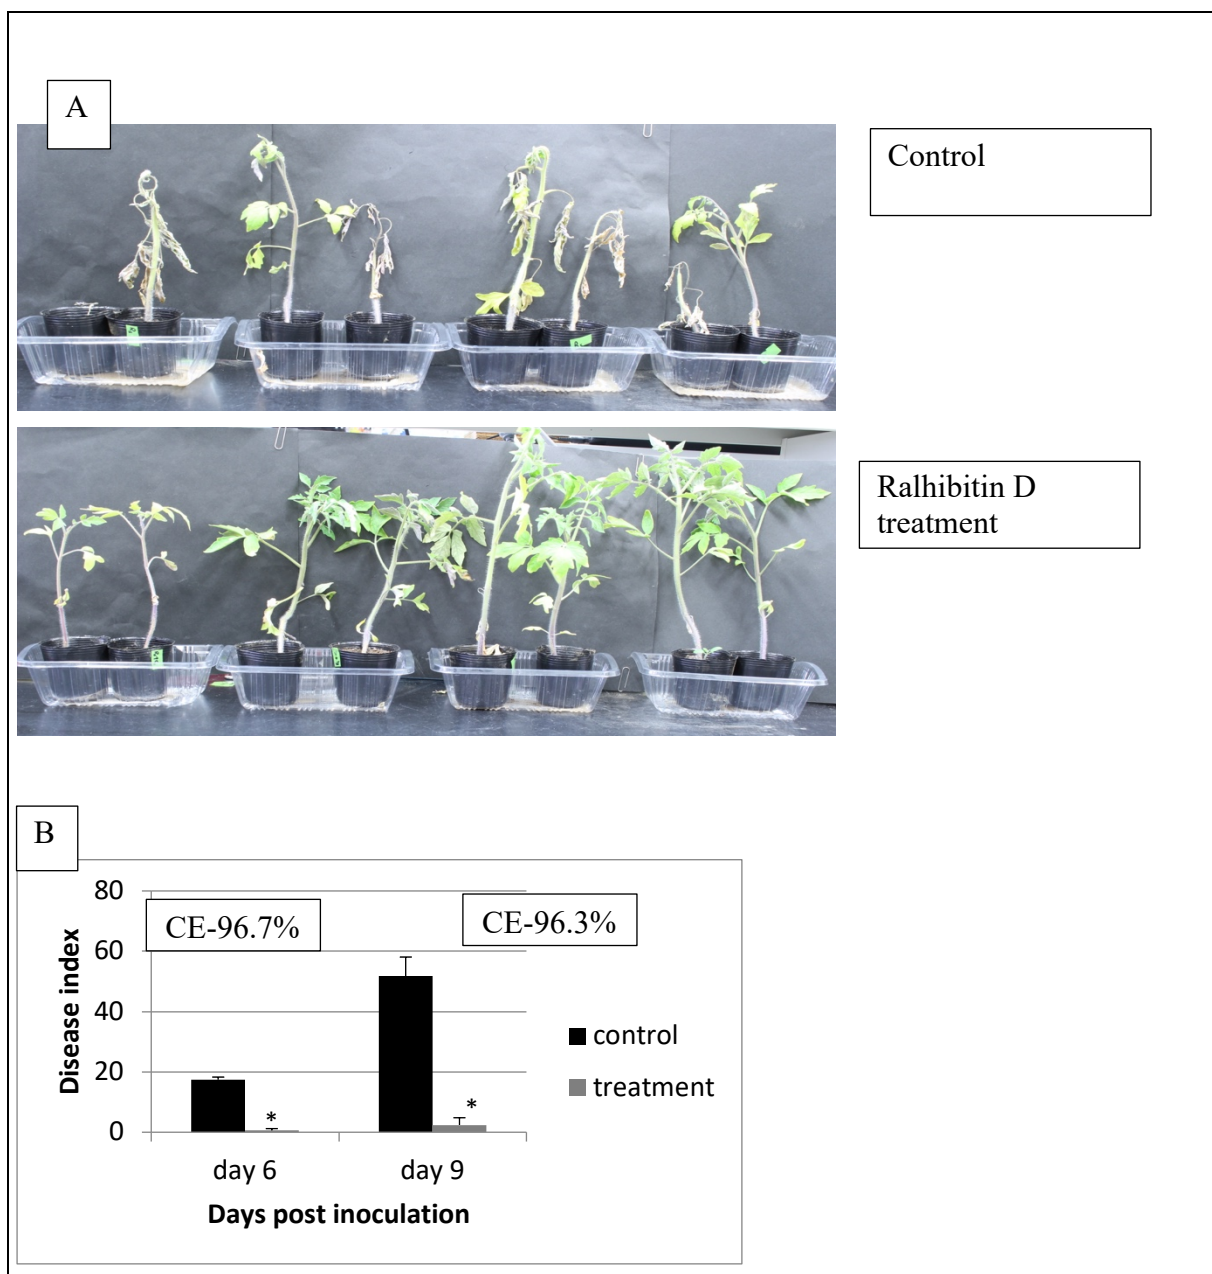 A
Control
Ralhibitin D
treatment
B
CE-96.7%
CE-96.3%
80
60
40
20
0
Disease index
*
*
control
treatment
day 6
day 9
Days post inoculation